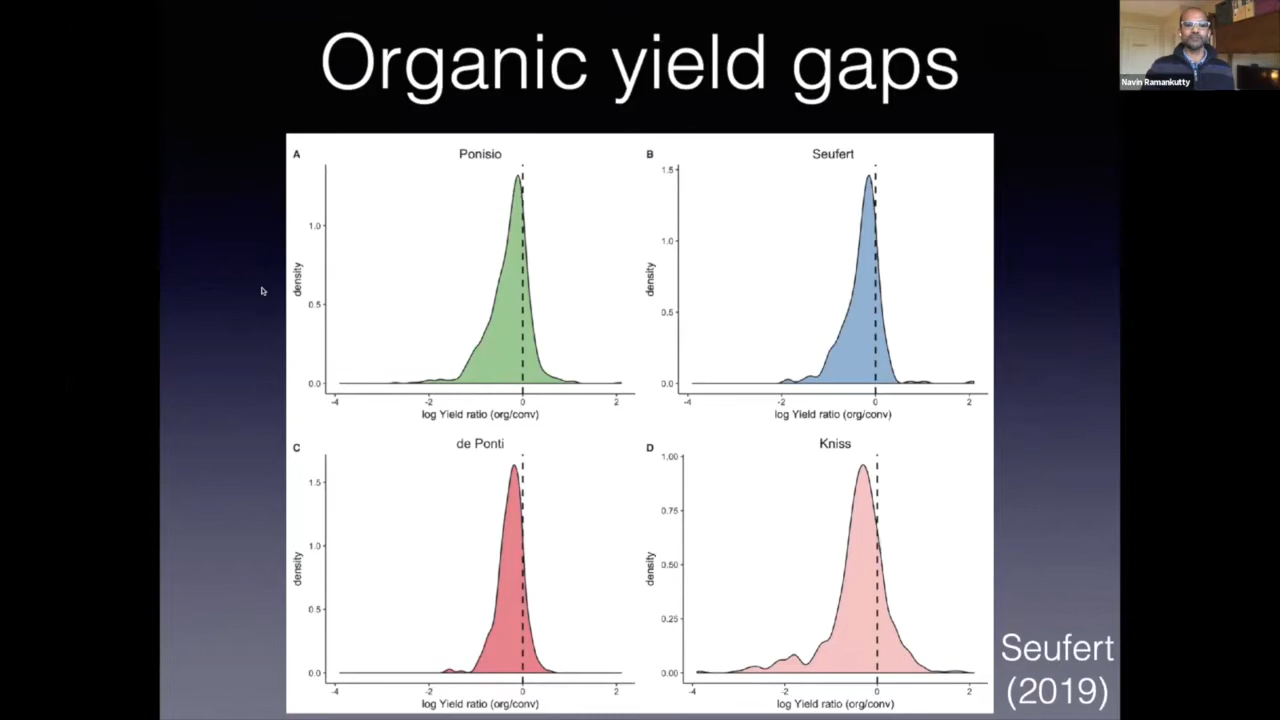 Organic yield gaps
Navin Ramankutty
A
Ponisio
density
1.0
0.5
0.0
-4
-2
0
2
log Yield ratio (org/conv)
B
Seufert
density
1.5
1.0
0.5
0.0
-4
-2
0
2
log Yield ratio (org/conv)
C
de Ponti
density
1.5
1.0
0.5
0.0
-4
-2
0
2
log Yield ratio (org/conv)
D
Kniss
density
1.00
0.75
0.50
0.25
0.00
-4
-2
0
2
log Yield ratio (org/conv)
Seufert
(2019)